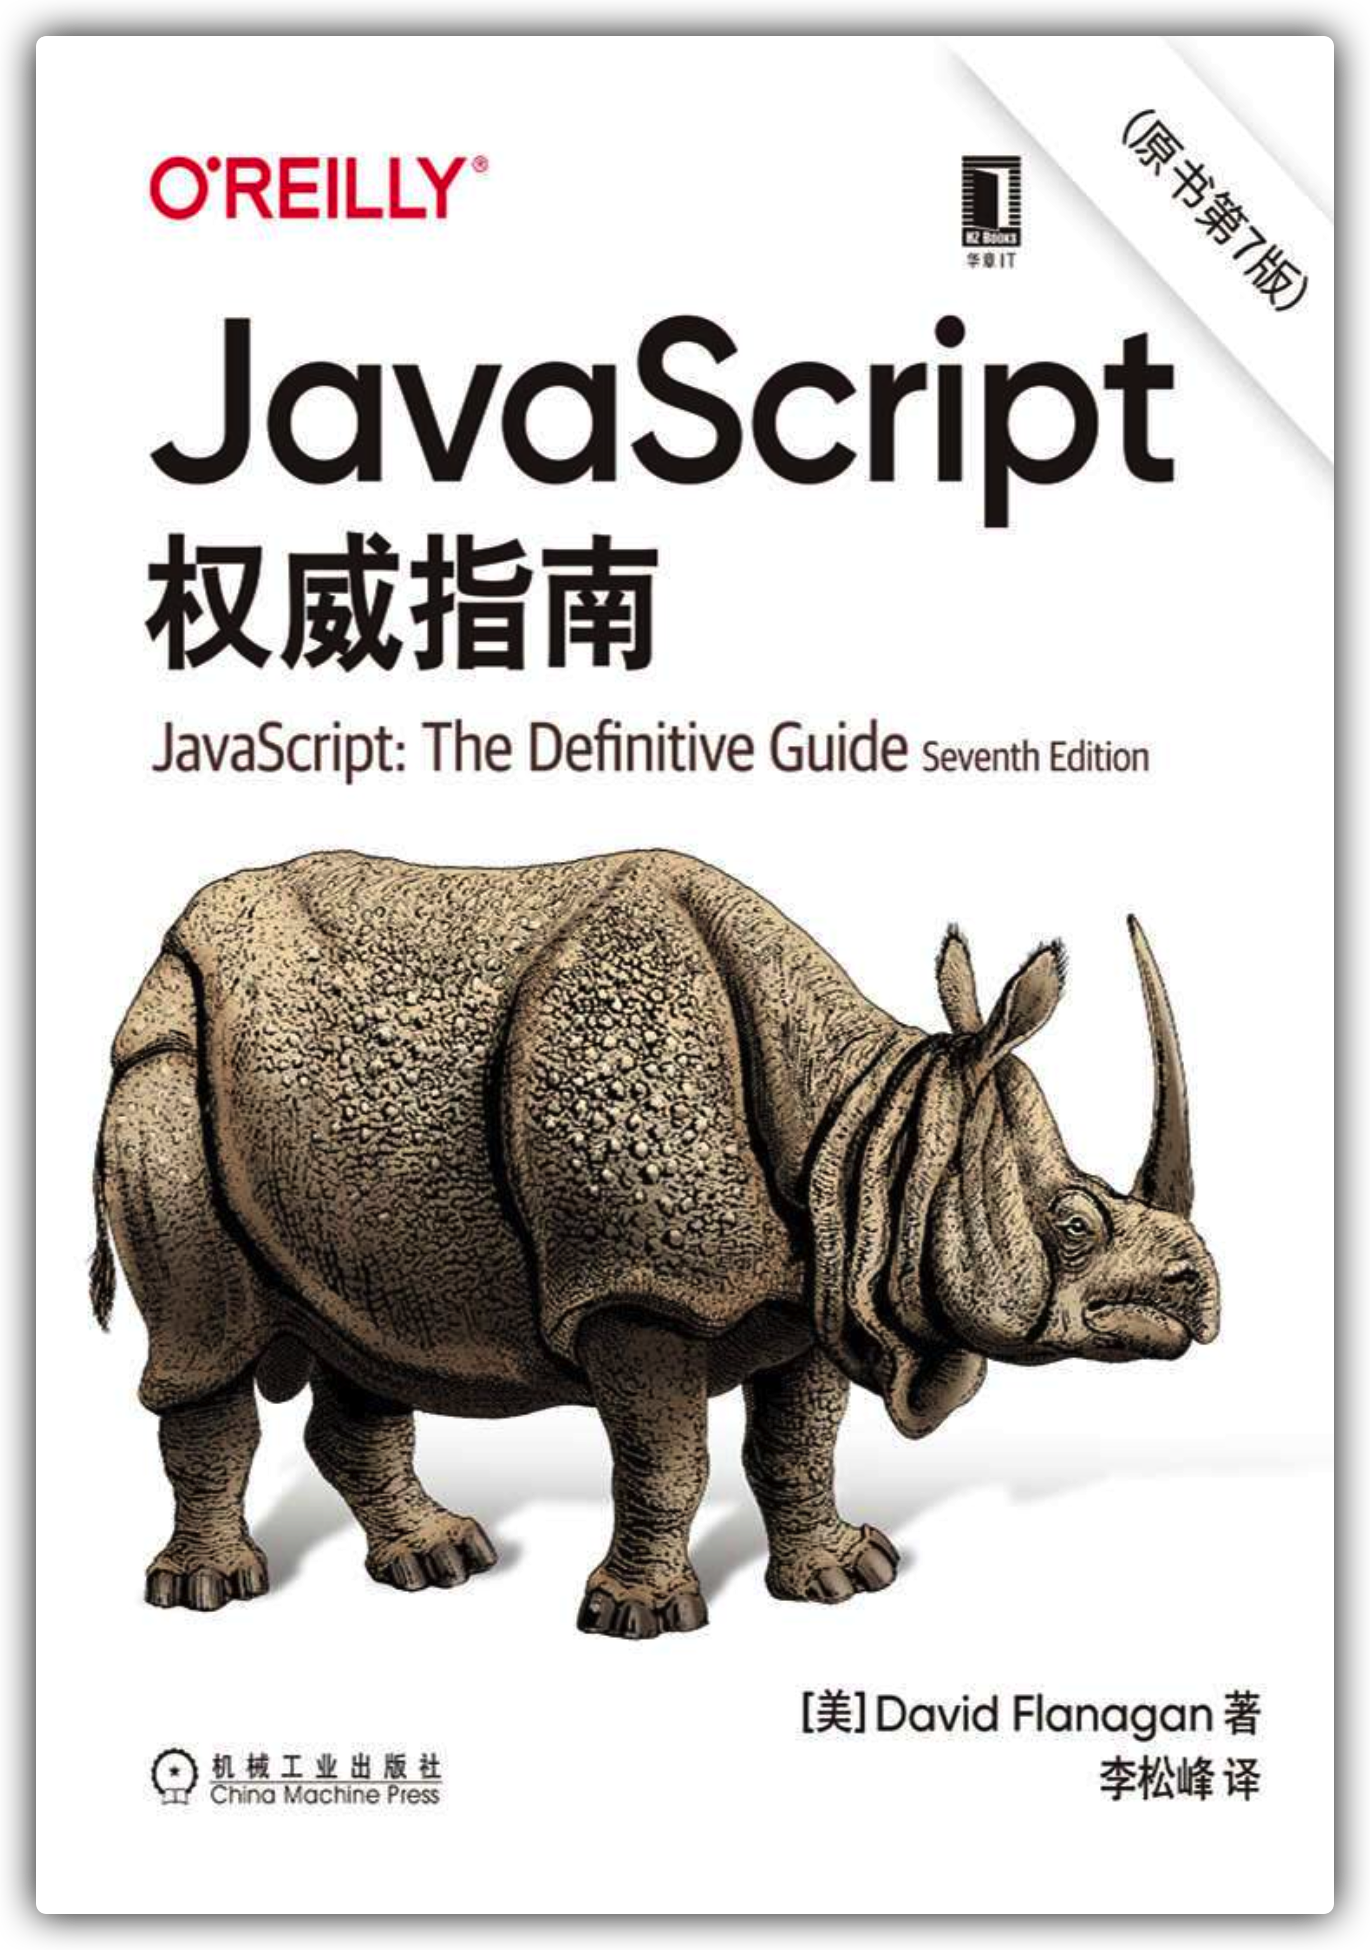 O'REILLY®
HZ Books
华章IT
(原书第7版)
JavaScript
权威指南
JavaScript: The Definitive Guide Seventh Edition
[美] David Flanagan 著
李松峰 译
机械工业出版社
China Machine Press